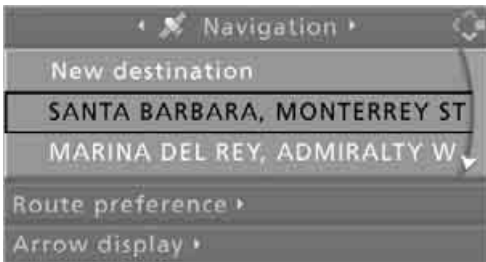 Navigation
New destination
SANTA BARBARA, MONTERREY ST
MARINA DEL REY, ADMIRALTY W
Route preference
Arrow display